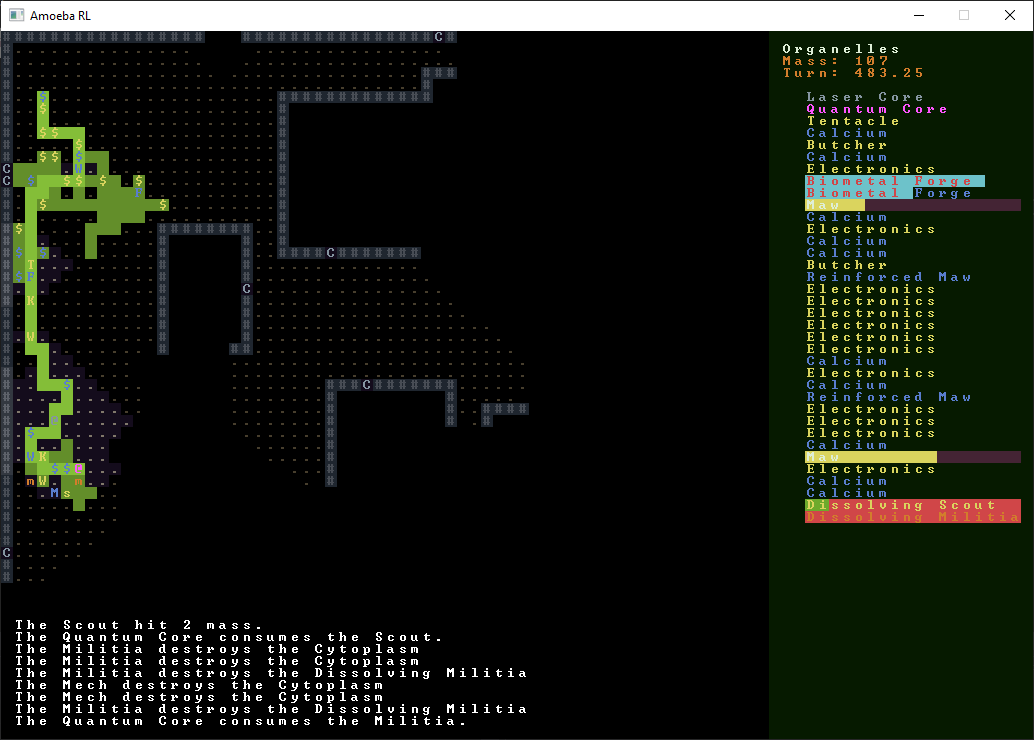 Amoeba RL
Organelles
Mass: 107
Turn: 483.25
Laser Core
Quantum Core
Tentacle
Calcium
Butcher
Calcium
Electronics
Biometal Forge
Biometal Forge
Maw
Calcium
Electronics
Calcium
Calcium
Butcher
Reinforced Maw
Electronics
Electronics
Electronics
Electronics
Electronics
Electronics
Calcium
Electronics
Calcium
Reinforced Maw
Electronics
Electronics
Electronics
Calcium
Maw
Electronics
Calcium
Calcium
Dissolving Scout
Dissolving Militia
The Scout hit 2 mass.
The Quantum Core consumes the Scout.
The Militia destroys the Cytoplasm
The Militia destroys the Cytoplasm
The Militia destroys the Dissolving Militia
The Mech destroys the Cytoplasm
The Mech destroys the Cytoplasm
The Militia destroys the Dissolving Militia
The Quantum Core consumes the Militia.